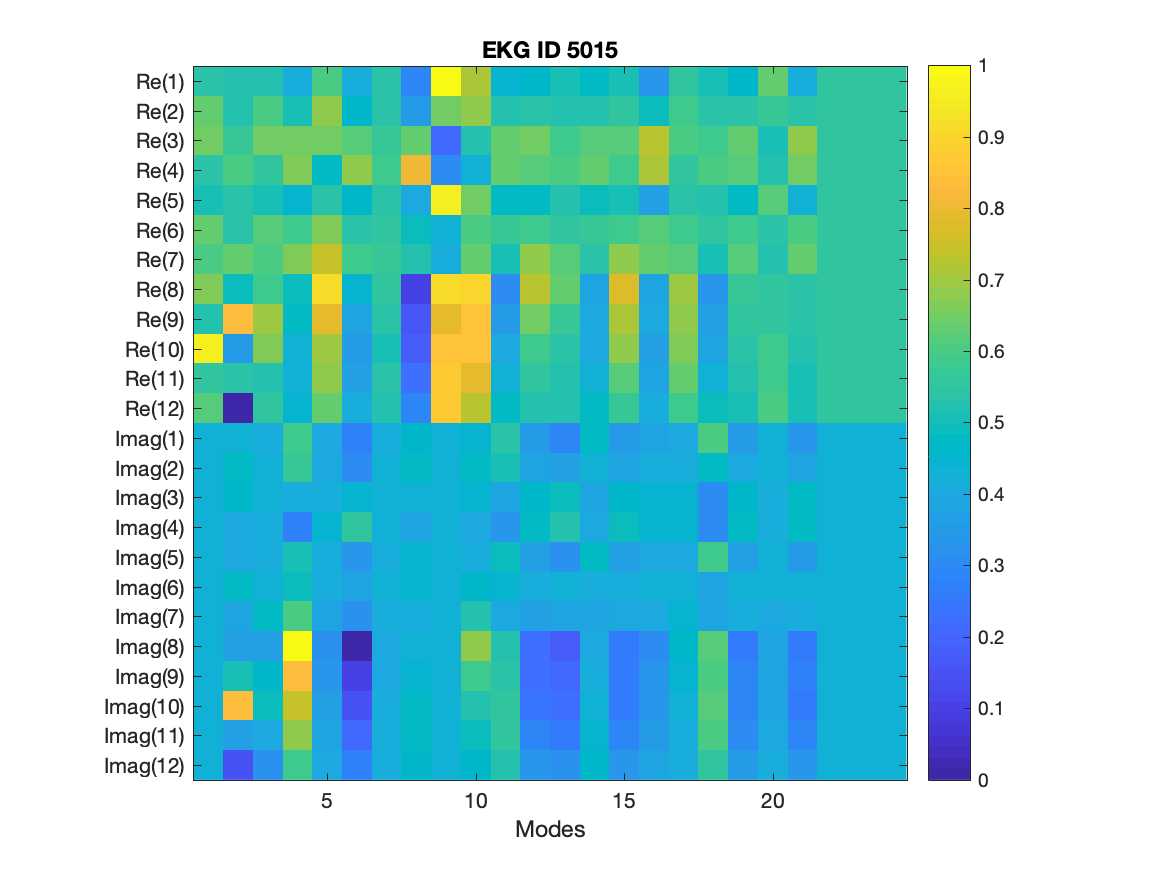 EKG ID 5015
Re(1)
Re(2)
Re(3)
Re(4)
Re(5)
Re(6)
Re(7)
Re(8)
Re(9)
Re(10)
Re(11)
Re(12)
Imag(1)
Imag(2)
Imag(3)
Imag(4)
Imag(5)
Imag(6)
Imag(7)
Imag(8)
Imag(9)
Imag(10)
Imag(11)
Imag(12)
5 10 15 20
Modes
1
0.9
0.8
0.7
0.6
0.5
0.4
0.3
0.2
0.1
0